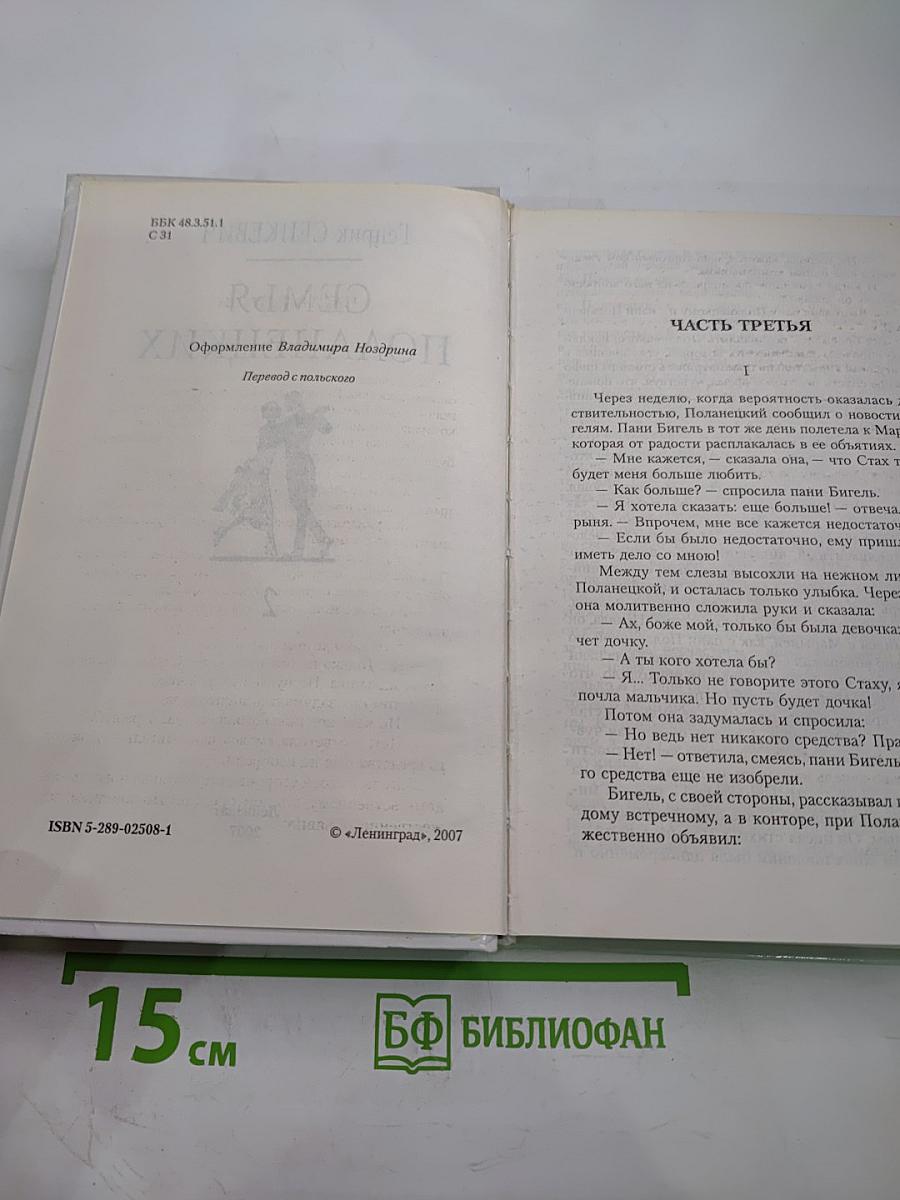 ББК 48.3.51.1
С 31
Оформление Владимира Ноздрина
Перевод с польского
ISBN 5-289-02508-1
© «Ленинград», 2007
ЧАСТЬ ТРЕТЬЯ
I
Через неделю, когда вероятность оказалась
ствительностью, Поланецкий сообщил о новости
гелям. Пани Бигель в тот же день полетела к Мар
которая от радости расплакалась в ее объятиях.
— Мне кажется, — сказала она, — что Стах т
будет меня больше любить.
— Как больше? — спросила пани Бигель.
— Я хотела сказать: еще больше! — отвеча
рыня. — Впрочем, мне все кажется недостаточ
— Если бы было недостаточно, ему приш
иметь дело со мною!
Между тем слезы высохли на нежном ли
Поланецкой, и осталась только улыбка. Через
она молитвенно сложила руки и сказала:
— Ах, боже мой, только бы была девочка:
чет дочку.
— А ты кого хотела бы?
— Я... Только не говорите этого Стаху,
почла мальчика. Но пусть будет дочка!
Потом она задумалась и спросила:
— Но ведь нет никакого средства? Пра
— Нет! — ответила, смеясь, пани Бигель
го средства еще не изобрели.
Бигель, с своей стороны, рассказывал
дому встречному, а в конторе, при Пола
жественно объявил:
15 см
БФ БИБЛИОФАН